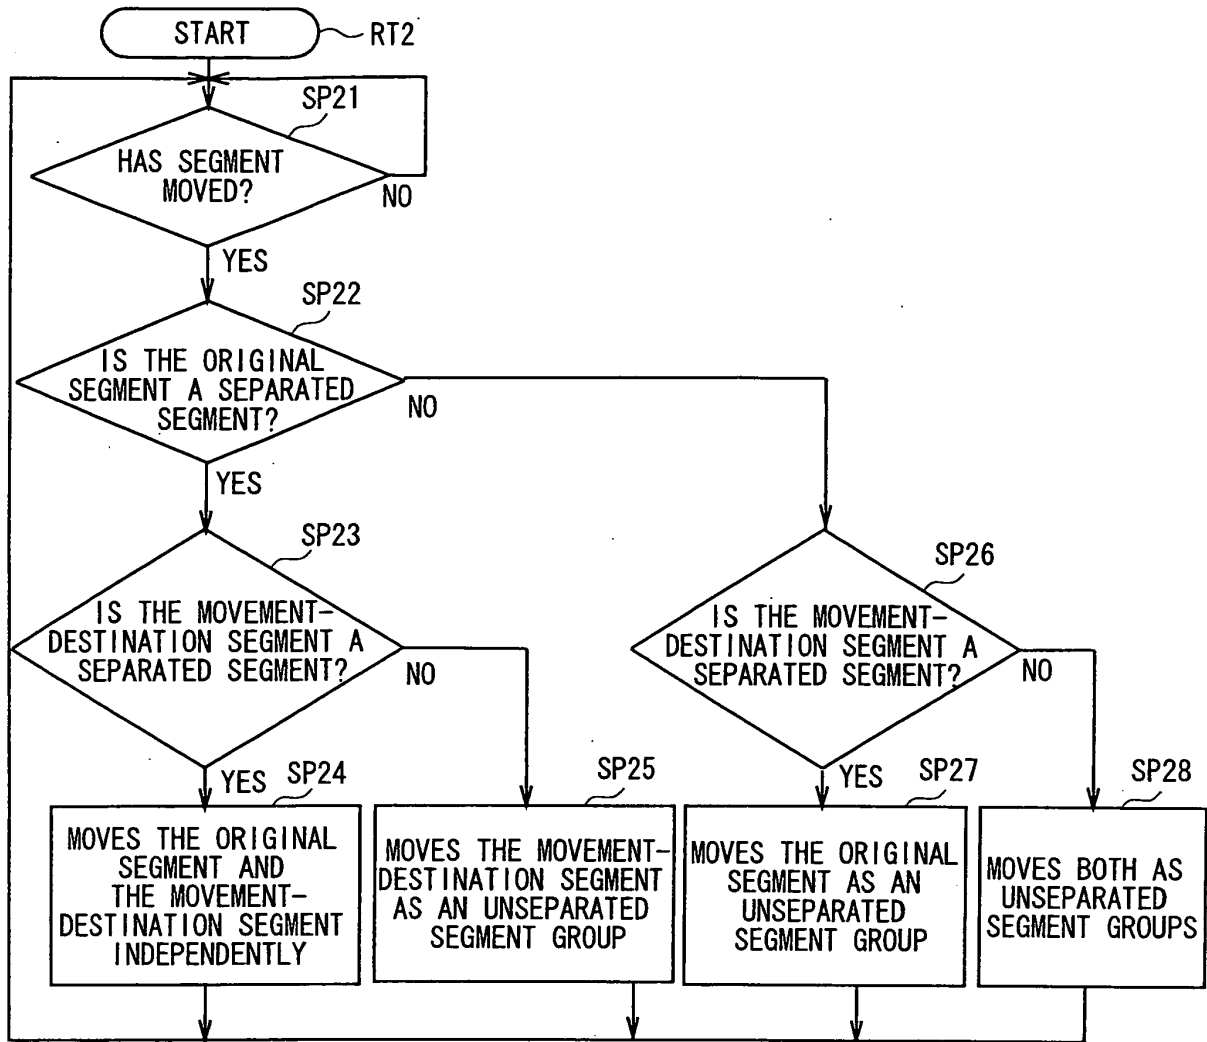 START
RT2
SP21
HAS SEGMENT
MOVED?
NO
YES
SP22
IS THE ORIGINAL
SEGMENT A SEPARATED
SEGMENT?
NO
YES
SP23
IS THE MOVEMENT-
DESTINATION SEGMENT A
SEPARATED SEGMENT?
NO
SP26
IS THE MOVEMENT-
DESTINATION SEGMENT A
SEPARATED SEGMENT?
NO
YES
SP24
MOVES THE ORIGINAL
SEGMENT AND
THE MOVEMENT-
DESTINATION SEGMENT
INDEPENDENTLY
SP25
MOVES THE MOVEMENT-
DESTINATION SEGMENT
AS AN UNSEPARATED
SEGMENT GROUP
YES
SP27
MOVES THE ORIGINAL
SEGMENT AS AN
UNSEPARATED
SEGMENT GROUP
SP28
MOVES BOTH AS
UNSEPARATED
SEGMENT GROUPS